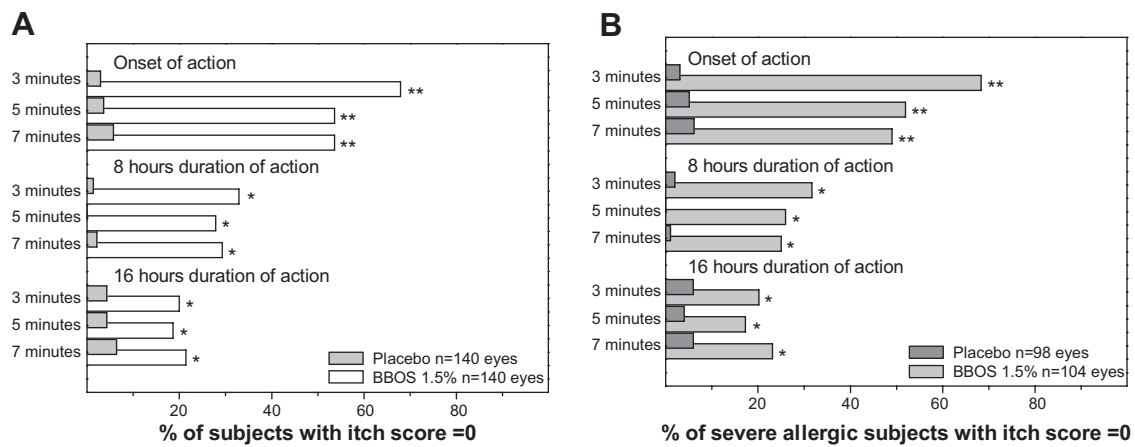 A
Onset of action
3 minutes
**
5 minutes
**
7 minutes
**
8 hours duration of action
3 minutes
*
5 minutes
*
7 minutes
*
16 hours duration of action
3 minutes
*
5 minutes
*
7 minutes
*
Placebo n=140 eyes
BBOS 1.5% n=140 eyes
20 40 60 80
% of subjects with itch score =0
B
Onset of action
3 minutes
**
5 minutes
**
7 minutes
**
8 hours duration of action
3 minutes
*
5 minutes
*
7 minutes
*
16 hours duration of action
3 minutes
*
5 minutes
*
7 minutes
*
Placebo n=98 eyes
BBOS 1.5% n=104 eyes
20 40 60 80
% of severe allergic subjects with itch score =0